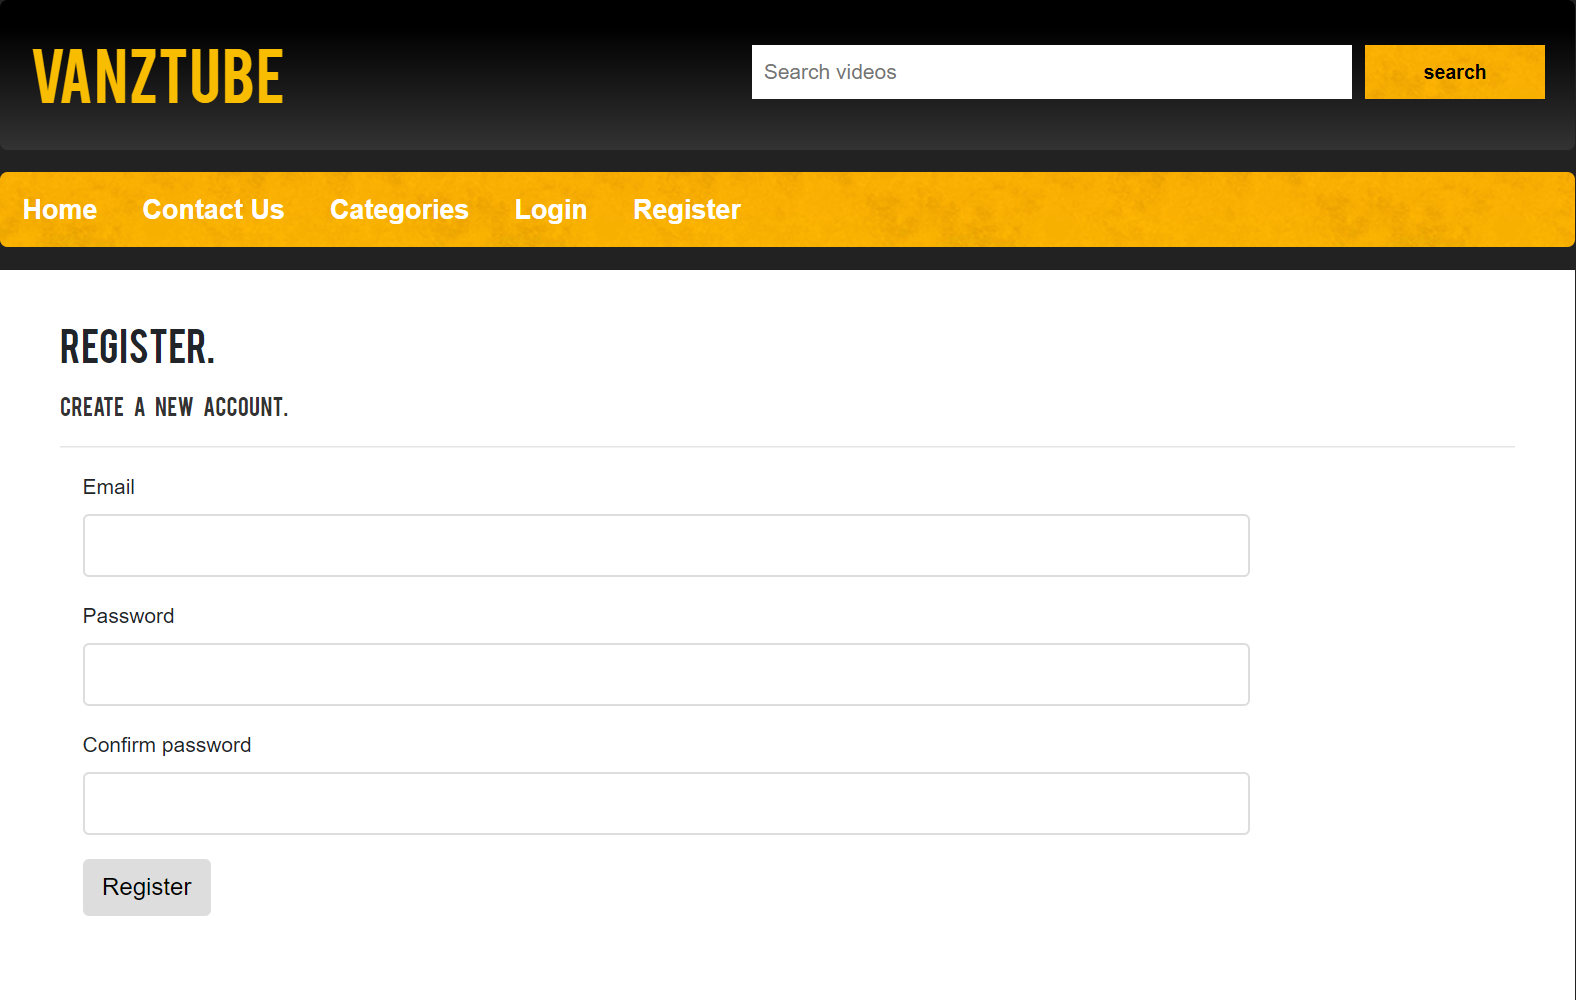 VANZTUBE
Search videos
search
Home Contact Us Categories Login Register
REGISTER.
CREATE A NEW ACCOUNT.
Email
Password
Confirm password
Register